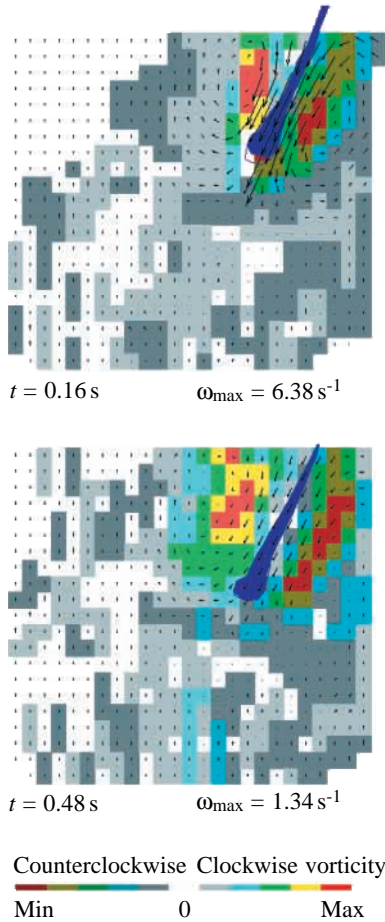 t = 0.16 s ωmax = 6.38 s-1
t = 0.48 s ωmax = 1.34 s-1
Counterclockwise Clockwise vorticity
Min 0 Max